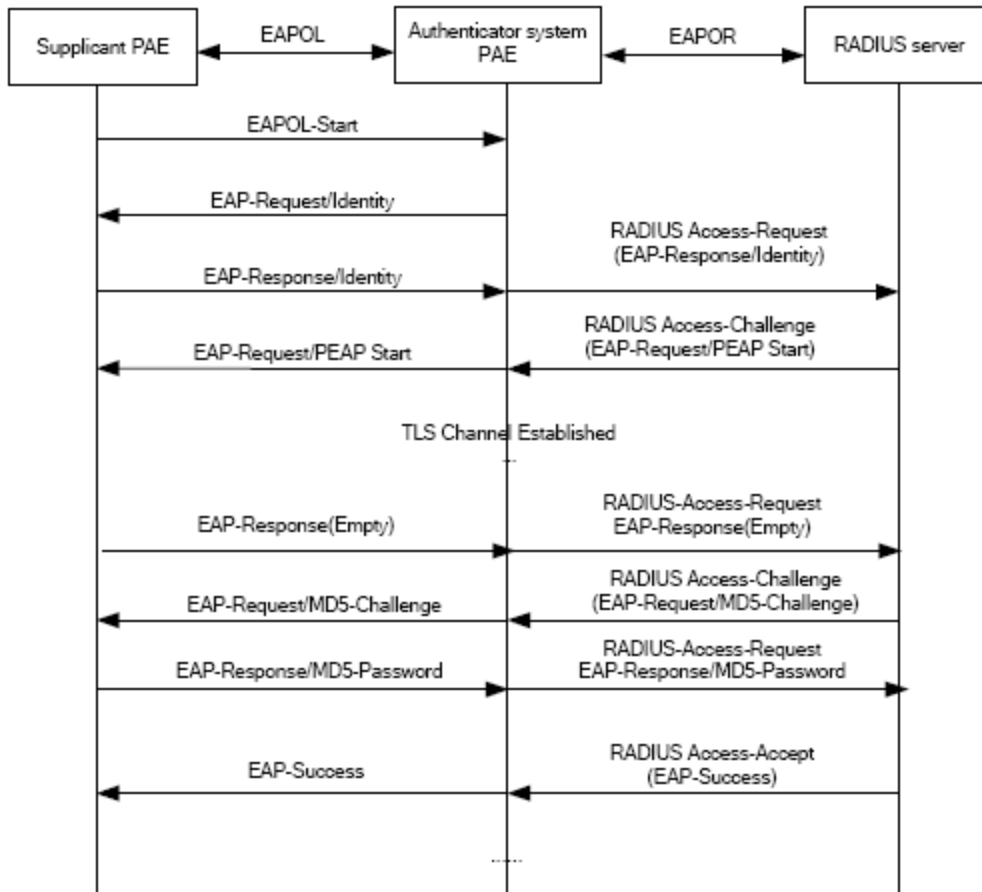 Supplicant PAE
EAPOL
Authenticator system
PAE
EAPOR
RADIUS server
EAPOL-Start
EAP-Request/Identity
RADIUS Access-Request
(EAP-Response/Identity)
EAP-Response/Identity
RADIUS Access-Challenge
(EAP-Request/PEAP Start)
EAP-Request/PEAP Start
TLS Channel Established
RADIUS-Access-Request
EAP-Response(Empty)
EAP-Response(Empty)
RADIUS Access-Challenge
(EAP-Request/MD5-Challenge)
EAP-Request/MD5-Challenge
RADIUS-Access-Request
EAP-Response/MD5-Password
EAP-Response/MD5-Password
RADIUS Access-Accept
(EAP-Success)
EAP-Success